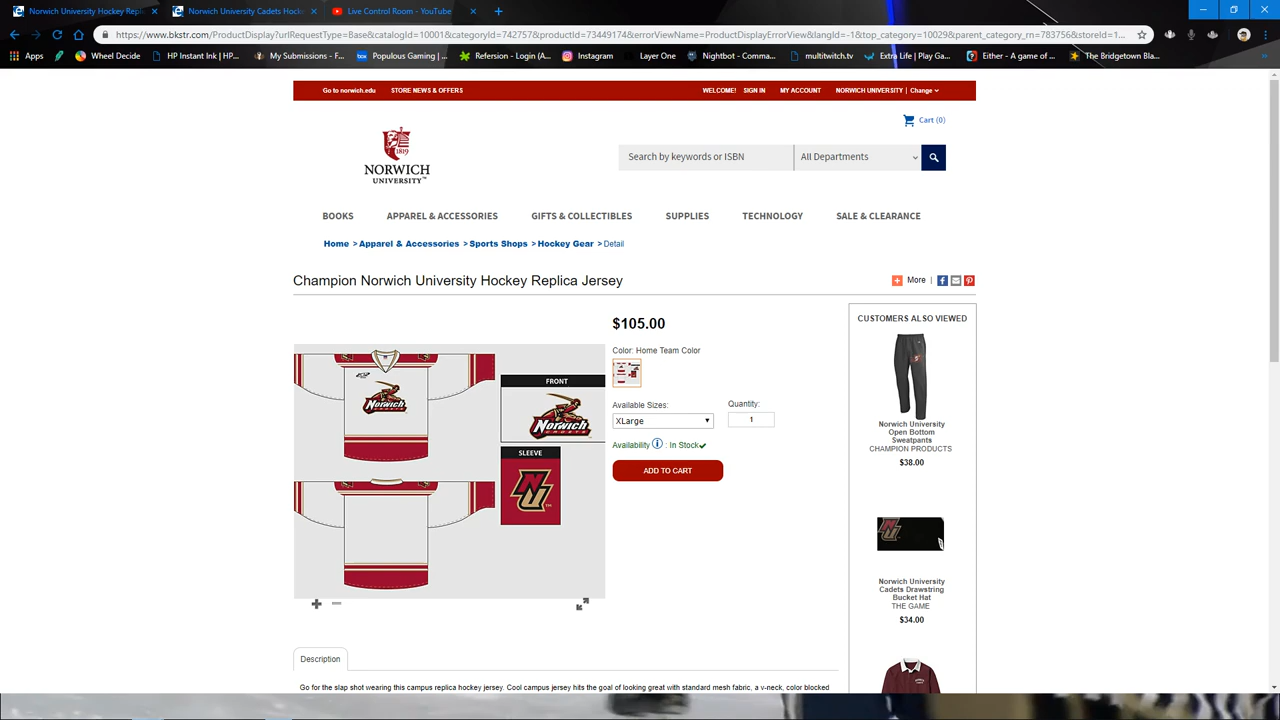 Norwich University Hockey Repl
Norwich University Cadets Hocke
Live Control Room - YouTube
https://www.bkstr.com/ProductDisplay?urlRequestType=Base&catalogId=10001&categoryId=742757&productId=73449174&errorViewName=ProductDisplayErrorView&langId=-1&top_category=10029&parent_category_rn=783756&storeId=1...
Apps
Wheel Decide
HP Instant Ink | HP...
My Submissions - F...
Populous Gaming | ...
Refersion - Login (A...
Instagram
Layer One
Nightbot - Comma...
multitwitch.tv
Extra Life | Play Ga...
Either - A game of ...
The Bridgetown Bla...
Go to norwich.edu
STORE NEWS & OFFERS
WELCOME! SIGN IN
MY ACCOUNT
NORWICH UNIVERSITY | Change
Cart (0)
1819
NORWICH
UNIVERSITY™
Search by keywords or ISBN
All Departments
BOOKS
APPAREL & ACCESSORIES
GIFTS & COLLECTIBLES
SUPPLIES
TECHNOLOGY
SALE & CLEARANCE
Home > Apparel & Accessories > Sports Shops > Hockey Gear > Detail
Champion Norwich University Hockey Replica Jersey
More |
$105.00
Color: Home Team Color
Available Sizes:
XLarge
Quantity:
1
Availability : In Stock
ADD TO CART
Norwich
SPORTS
FRONT
Norwich
SPORTS
SLEEVE
NU
CUSTOMERS ALSO VIEWED
Norwich University
Open Bottom
Sweatpants
CHAMPION PRODUCTS
$38.00
NU
Norwich University
Cadets Drawstring
Bucket Hat
THE GAME
$34.00
Description
Go for the slap shot wearing this campus replica hockey jersey. Cool campus jersey hits the goal of looking great with standard mesh fabric, a v-neck, color blocked